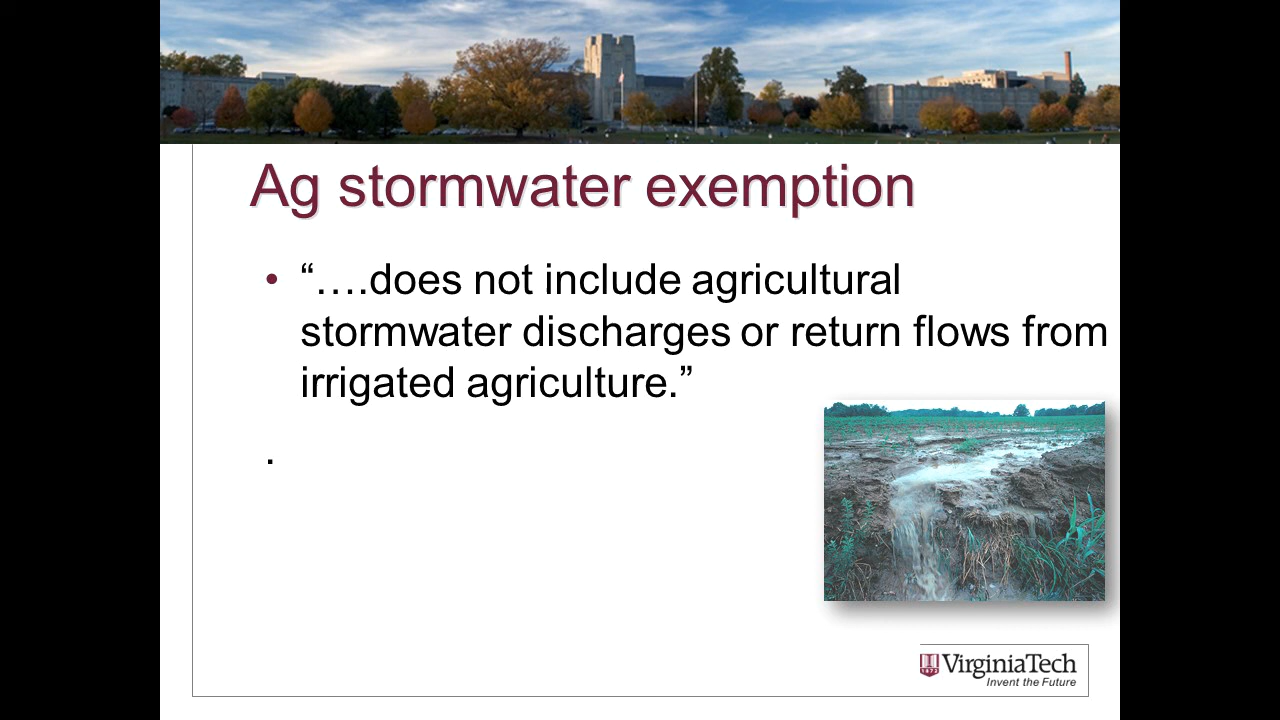 Ag stormwater exemption
• “….does not include agricultural
stormwater discharges or return flows from
irrigated agriculture.”
.
VirginiaTech
Invent the Future